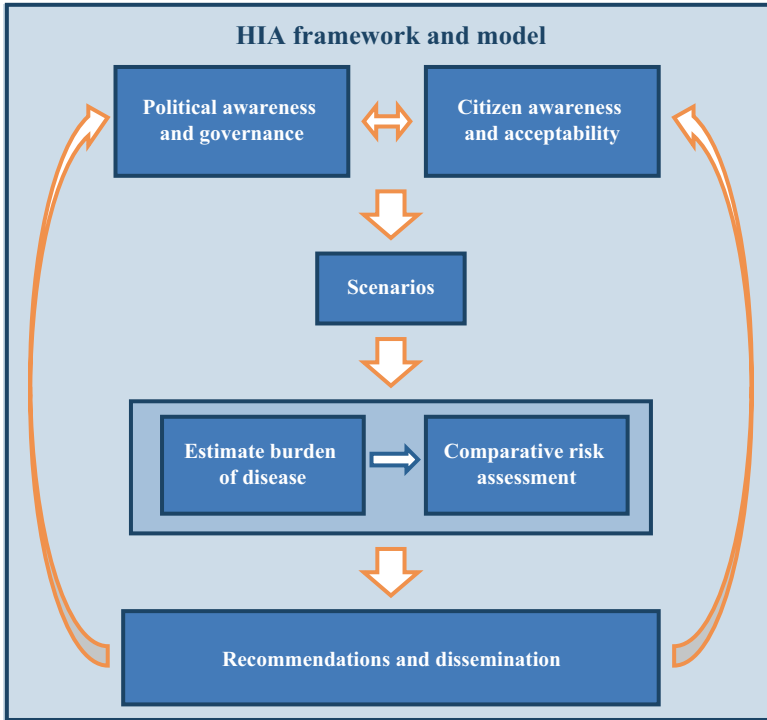 HIA framework and model
Political awareness
and governance
Citizen awareness
and acceptability
Scenarios
Estimate burden
of disease
Comparative risk
assessment
Recommendations and dissemination